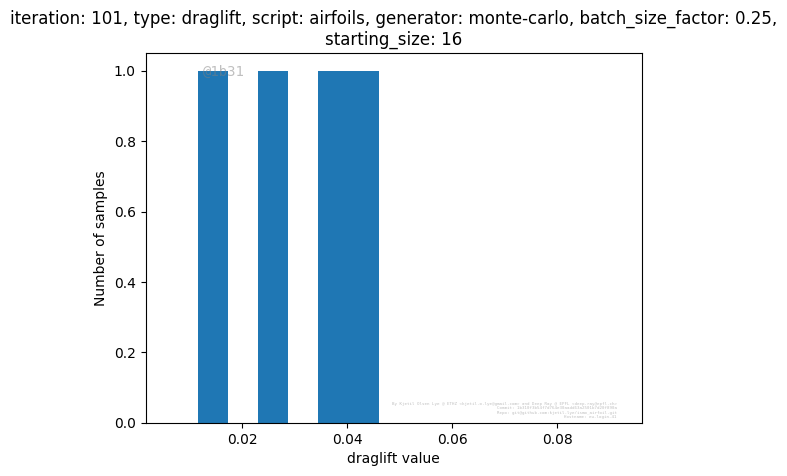 iteration: 101, type: draglift, script: airfoils, generator: monte-carlo, batch_size_factor: 0.25,
starting_size: 16
@1b31
1.0
0.8
0.6
0.4
0.2
0.0
Number of samples
0.02
0.04
0.06
0.08
draglift value